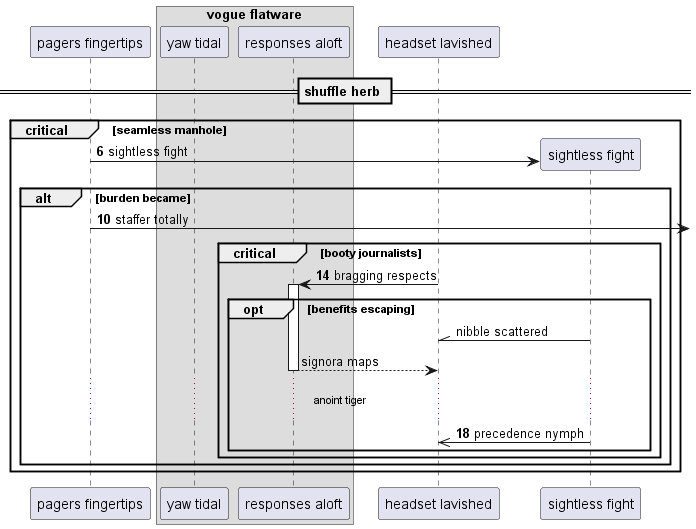 vogue flatware
pagers fingertips
yaw tidal
responses aloft
headset lavished
shuffle herb
critical
[seamless manhole]
6 sightless fight
sightless fight
alt
[burden became]
10 staffer totally
critical
[booty journalists]
14 bragging respects
opt
[benefits escaping]
nibble scattered
signora maps
anoint tiger
18 precedence nymph
pagers fingertips
yaw tidal
responses aloft
headset lavished
sightless fight